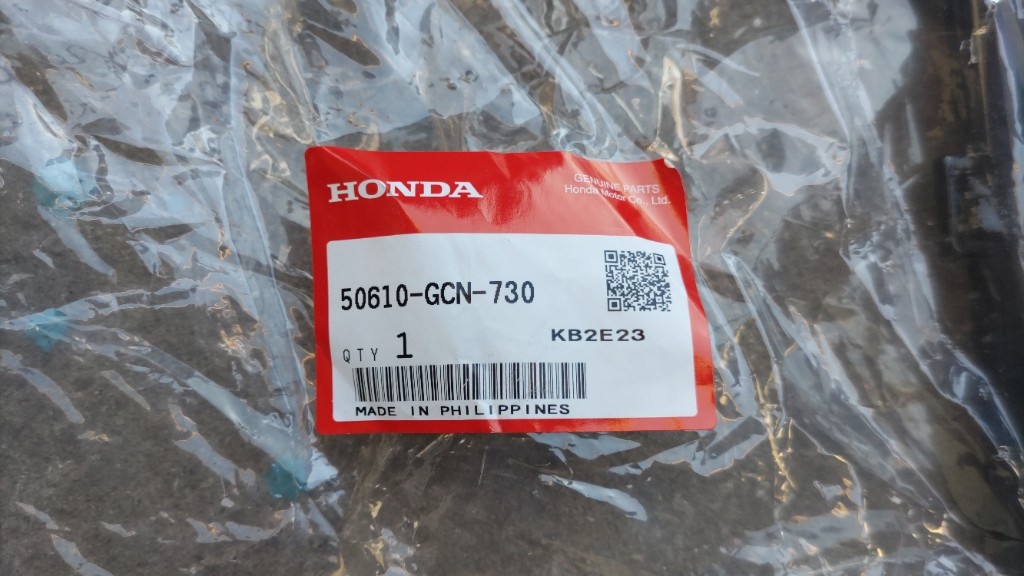 HONDA
GENUINE PARTS
Honda Motor Co., Ltd.
50610-GCN-730
KB2E23
QTY 1
MADE IN PHILIPPINES